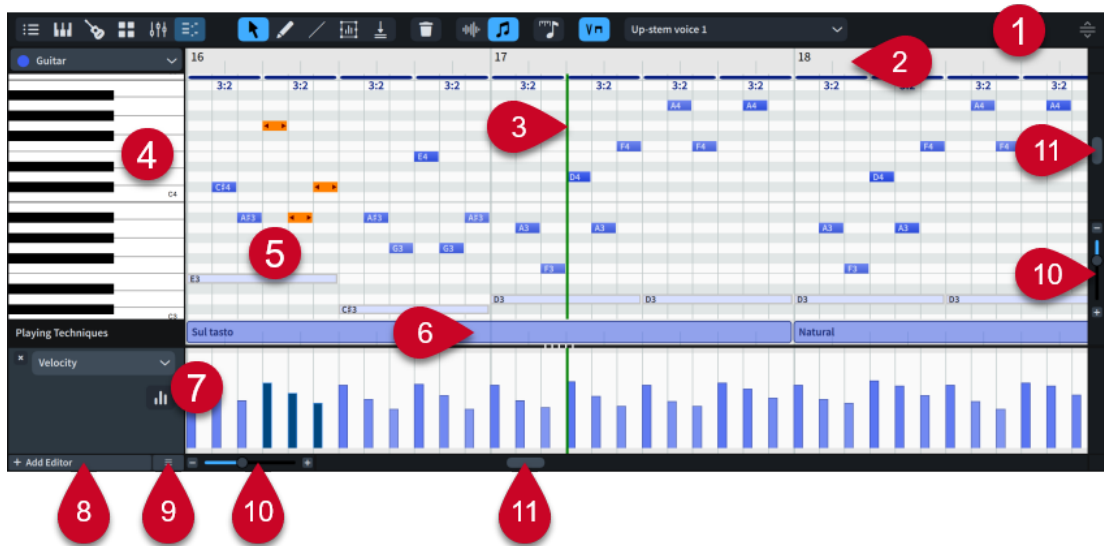 Up-stem voice 1
1
Guitar
16 17 18
2
3:2 3:2 3:2 3:2 3:2 3:2 3:2 3:2 3:2 3:2
A4 A4 A4 A4
3
F4 F4 F4 F4
11
4
E4
D4 D4
C♯4
C4
A♯3 A♯3 A♯3
A3 A3 A3 A3
5
G3 G3
F3 F3
10
E3
D3 D3 D3 D3
C♯3
C3
Playing Techniques
Sul tasto
6
Natural
Velocity
7
+ Add Editor
8 9 10 11